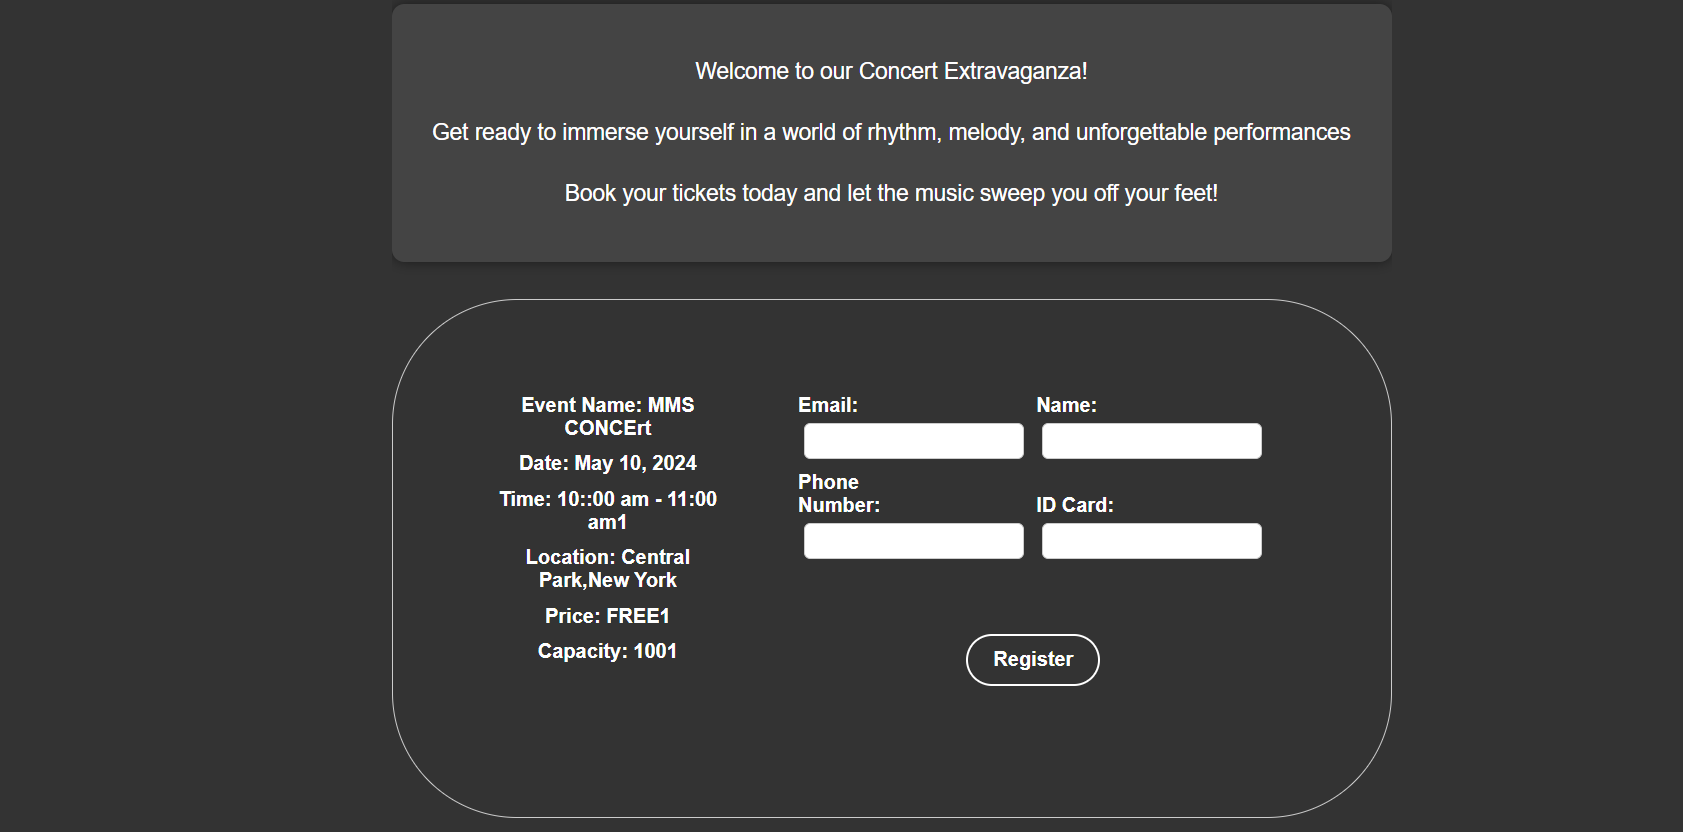 Welcome to our Concert Extravaganza!
Get ready to immerse yourself in a world of rhythm, melody, and unforgettable performances
Book your tickets today and let the music sweep you off your feet!
Event Name: MMS
CONCErt
Date: May 10, 2024
Time: 10::00 am - 11:00
am1
Location: Central
Park,New York
Price: FREE1
Capacity: 1001
Email:
Name:
Phone
Number:
ID Card:
Register